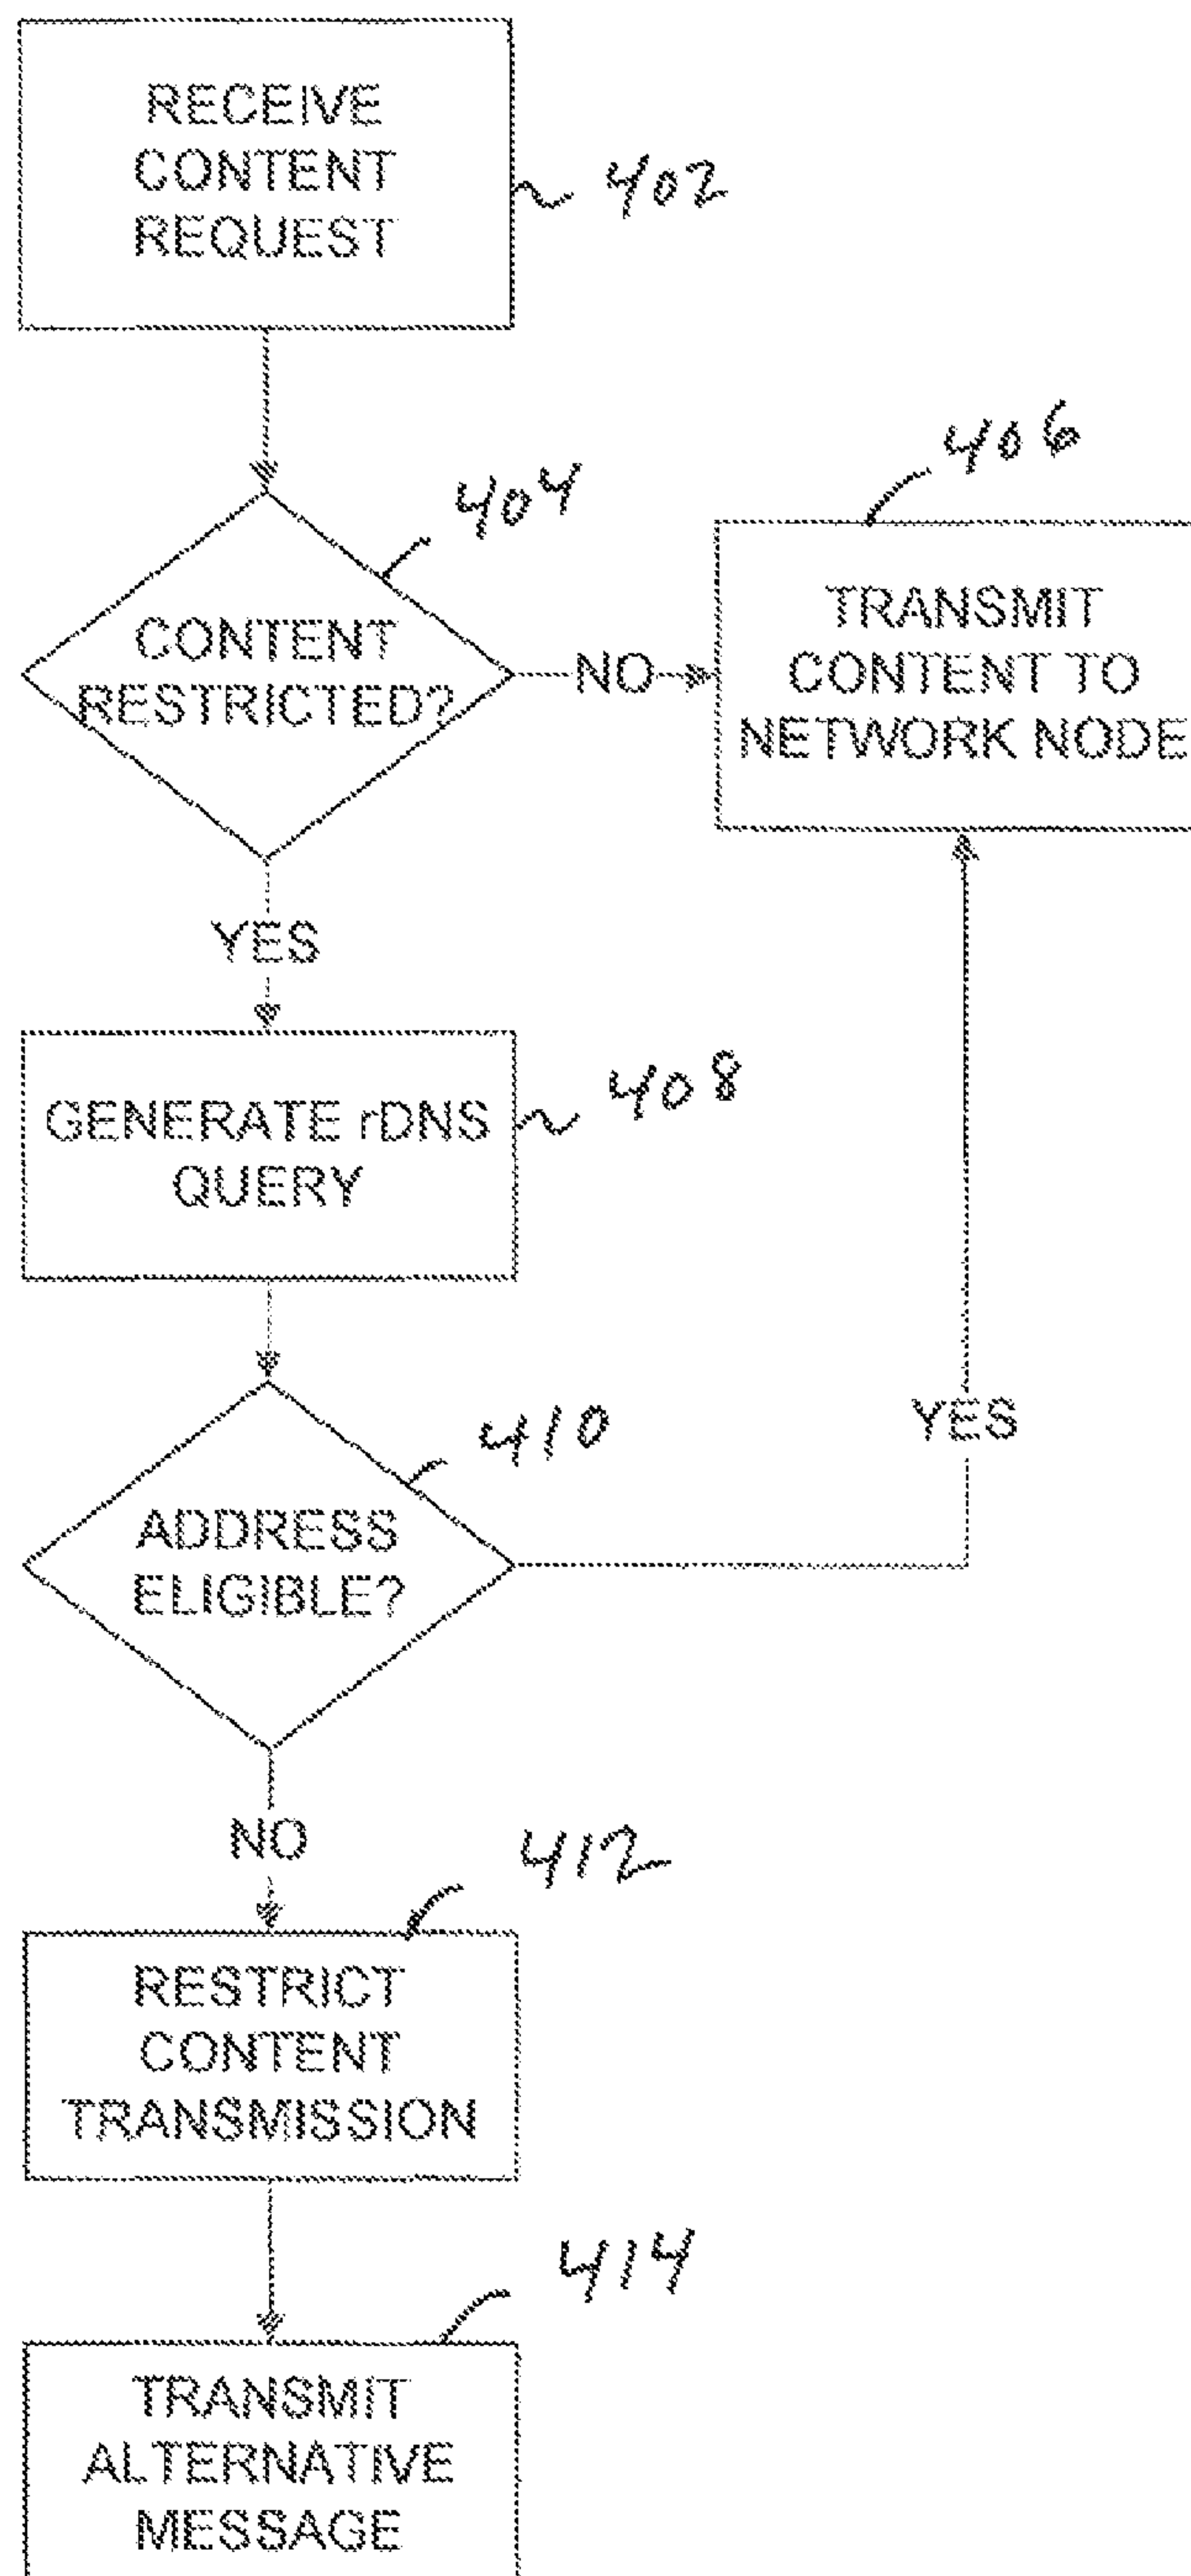 RECEIVE
CONTENT
REQUEST
402
404
CONTENT
RESTRICTED?
NO
406
TRANSMIT
CONTENT TO
NETWORK NODE
YES
GENERATE rDNS
QUERY
408
410
ADDRESS
ELIGIBLE?
YES
NO
412
RESTRICT
CONTENT
TRANSMISSION
414
TRANSMIT
ALTERNATIVE
MESSAGE